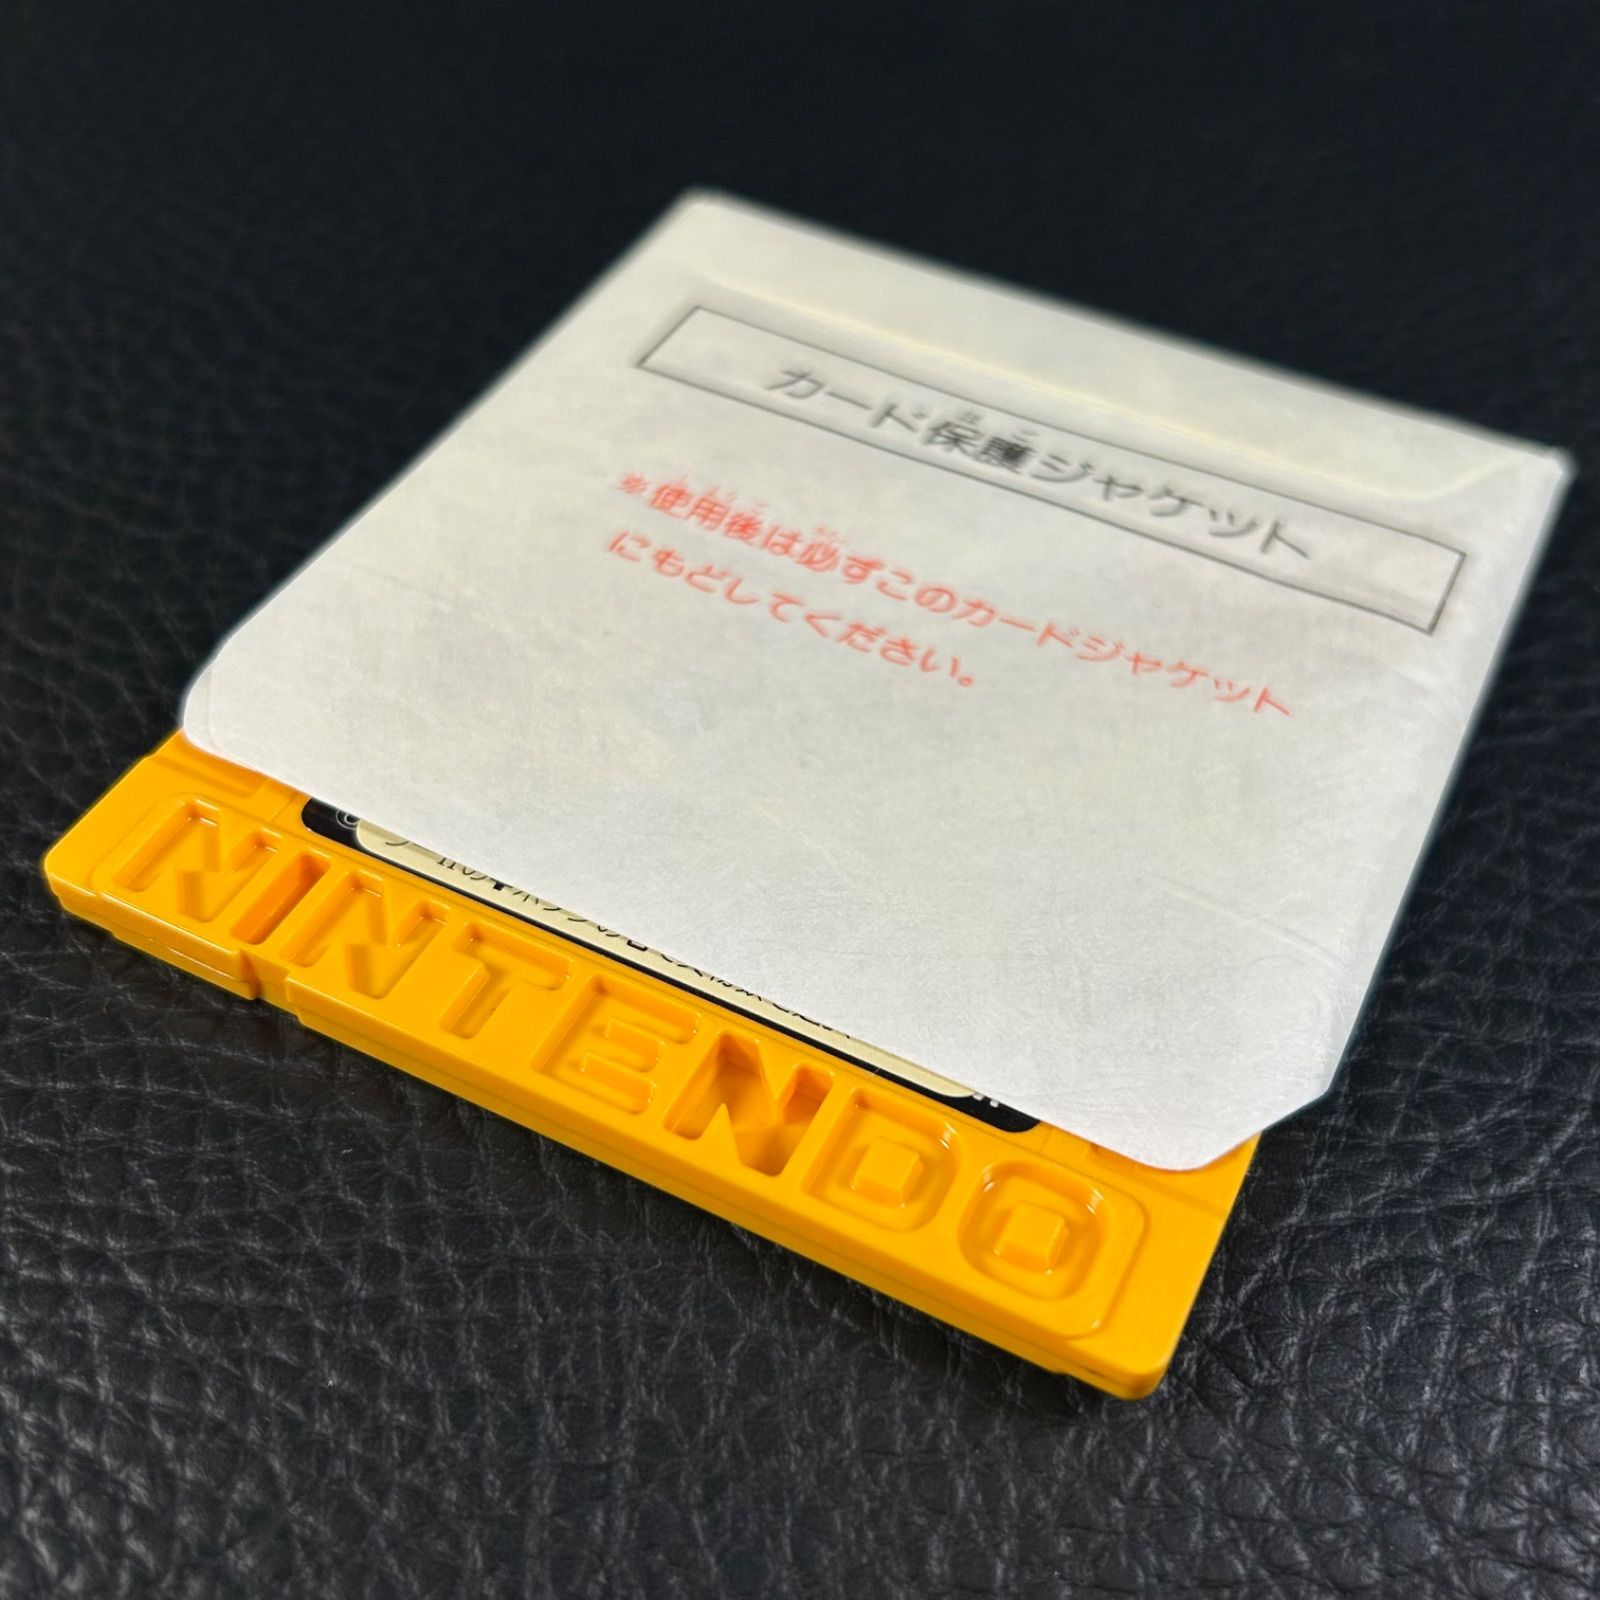 カード保護ジャケット
※使用後は必ずこのカードジャケット
にもどしてください。
NINTENDO